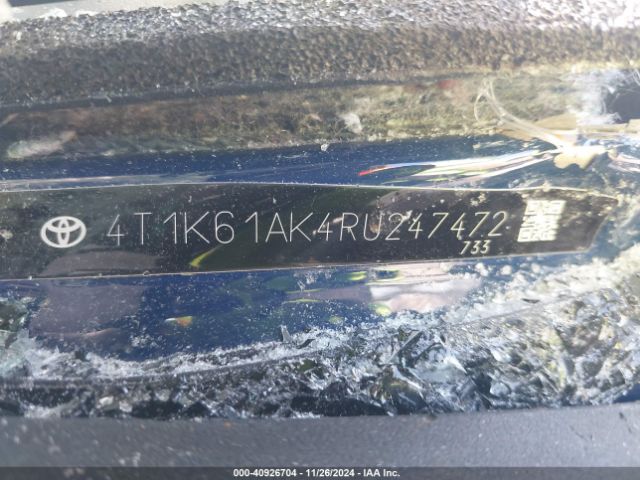 4T1K61AK4RU247472
733
000-40926704 | 11/26/2024 | IAA Inc.